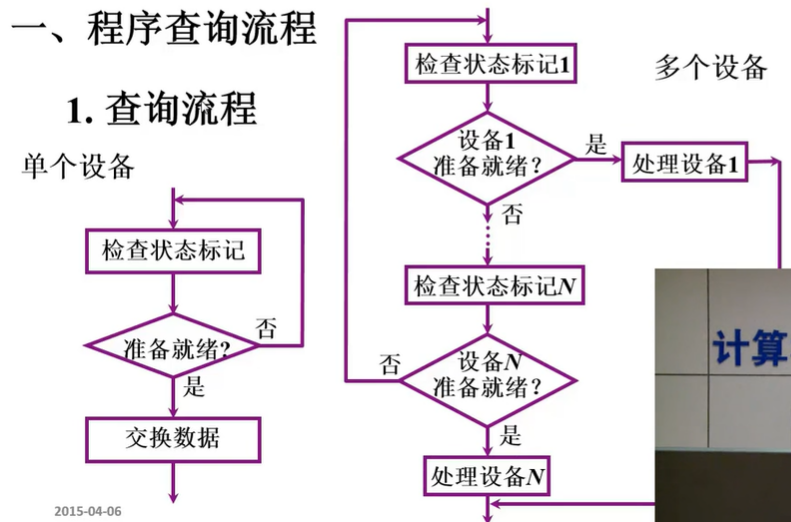 一、程序查询流程
1. 查询流程
单个设备
检查状态标记
准备就绪?
否
是
交换数据
多个设备
检查状态标记1
设备1
准备就绪?
是
处理设备1
否
检查状态标记N
设备N
准备就绪?
否
是
处理设备N
计算
2015-04-06